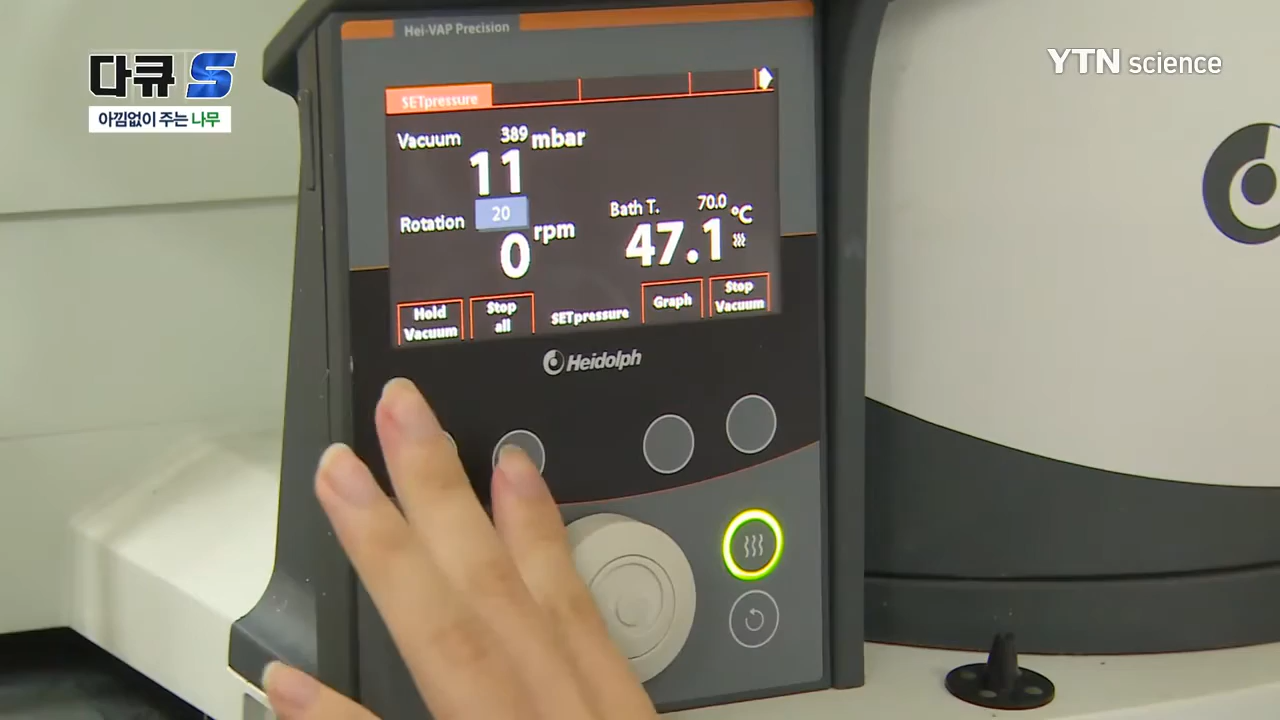 다큐 S
아낌없이 주는 나무
YTN science
Hei-VAP Precision
SETpressure
Vacuum 389 mbar
11
Rotation 20 rpm
0
Bath T. 70.0 °C
47.1
Hold Vacuum
Stop all
SETpressure
Graph
Stop Vacuum
Heidolph